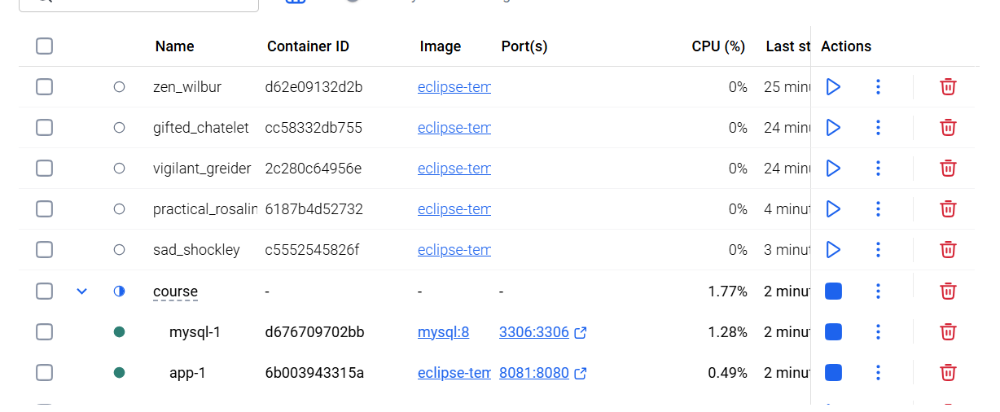 Name Container ID Image Port(s) CPU (%) Last st Actions
zen_wilbur d62e09132d2b eclipse-tem 0% 25 minu
gifted_chatelet cc58332db755 eclipse-tem 0% 24 minu
vigilant_greider 2c280c64956e eclipse-tem 0% 24 minu
practical_rosalin 6187b4d52732 eclipse-tem 0% 4 minut
sad_shockley c5552545826f eclipse-tem 0% 3 minut
course - - - 1.77% 2 minut
mysql-1 d676709702bb mysql:8 3306:3306 1.28% 2 minut
app-1 6b003943315a eclipse-tem 8081:8080 0.49% 2 minut